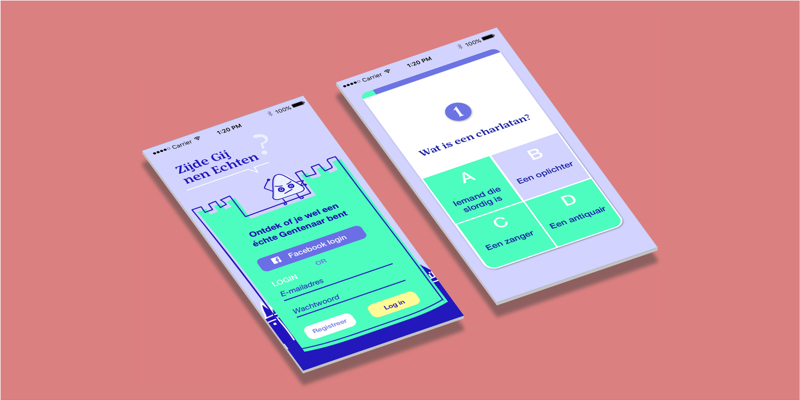 Carrier
1:20 PM
100%
Zijde Gij
nen Echten
?
Ontdek of je wel een
échte Gentenaar bent
Facebook login
OR
LOGIN
E-mailadres
Wachtwoord
Registreer
Log in
Carrier
1:20 PM
100%
1
Wat is een charlatan?
A
Iemand die
slordig is
B
Een oplichter
C
Een zanger
D
Een antiquair